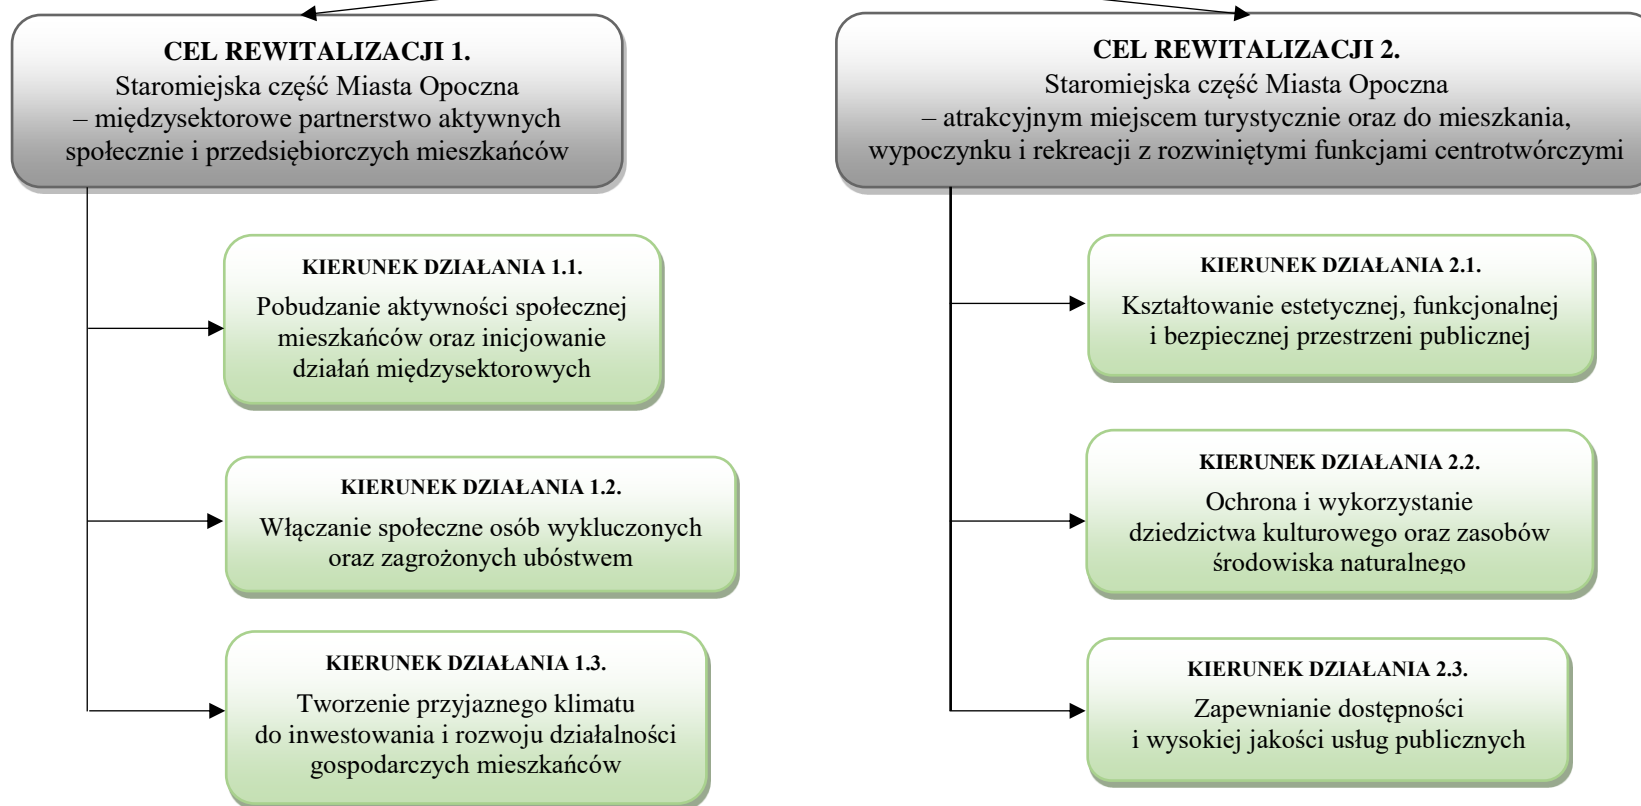 CEL REWITALIZACJI 1.
Staromiejska część Miasta Opoczna
– międzysektorowe partnerstwo aktywnych
społecznie i przedsiębiorczych mieszkańców
KIERUNEK DZIAŁANIA 1.1.
Pobudzanie aktywności społecznej
mieszkańców oraz inicjowanie
działań międzysektorowych
KIERUNEK DZIAŁANIA 1.2.
Włączanie społeczne osób wykluczonych
oraz zagrożonych ubóstwem
KIERUNEK DZIAŁANIA 1.3.
Tworzenie przyjaznego klimatu
do inwestowania i rozwoju działalności
gospodarczych mieszkańców
CEL REWITALIZACJI 2.
Staromiejska część Miasta Opoczna
– atrakcyjnym miejscem turystycznie oraz do mieszkania,
wypoczynku i rekreacji z rozwiniętymi funkcjami centrotwórczymi
KIERUNEK DZIAŁANIA 2.1.
Kształtowanie estetycznej, funkcjonalnej
i bezpiecznej przestrzeni publicznej
KIERUNEK DZIAŁANIA 2.2.
Ochrona i wykorzystanie
dziedzictwa kulturowego oraz zasobów
środowiska naturalnego
KIERUNEK DZIAŁANIA 2.3.
Zapewnianie dostępności
i wysokiej jakości usług publicznych